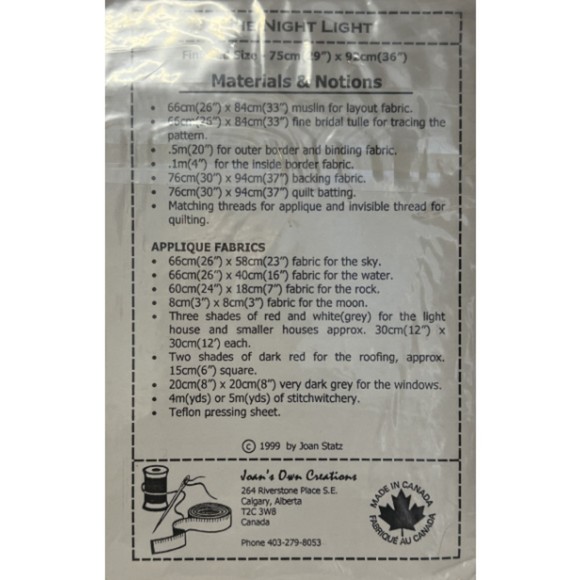 NIGHT LIGHT
Size - 75cm(29") x 92cm(36")
Materials & Notions
• 66cm(26") x 84cm(33") muslin for layout fabric.
• 66cm(26") x 84cm(33") fine bridal tulle for tracing the
pattern.
• .5m(20") for outer border and binding fabric.
• .1m(4") for the inside border fabric.
• 76cm(30") x 94cm(37") backing fabric.
• 76cm(30") x 94cm(37") quilt batting.
• Matching threads for applique and invisible thread for
quilting.
APPLIQUE FABRICS
• 66cm(26") x 58cm(23") fabric for the sky.
• 66cm(26") x 40cm(16") fabric for the water.
• 60cm(24") x 18cm(7") fabric for the rock.
• 8cm(3") x 8cm(3") fabric for the moon.
• Three shades of red and white(grey) for the light
house and smaller houses approx. 30cm(12") x
30cm(12') each.
• Two shades of dark red for the roofing, approx.
15cm(6") square.
• 20cm(8") x 20cm(8") very dark grey for the windows.
• 4m(yds) or 5m(yds) of stitchwitchery.
• Teflon pressing sheet.
© 1999 by Joan Statz
Joan's Own Creations
264 Riverstone Place S.E.
Calgary, Alberta
T2C 3W8
Canada
Phone 403-279-8053
MADE IN CANADA
FABRIQUÉ AU CANADA